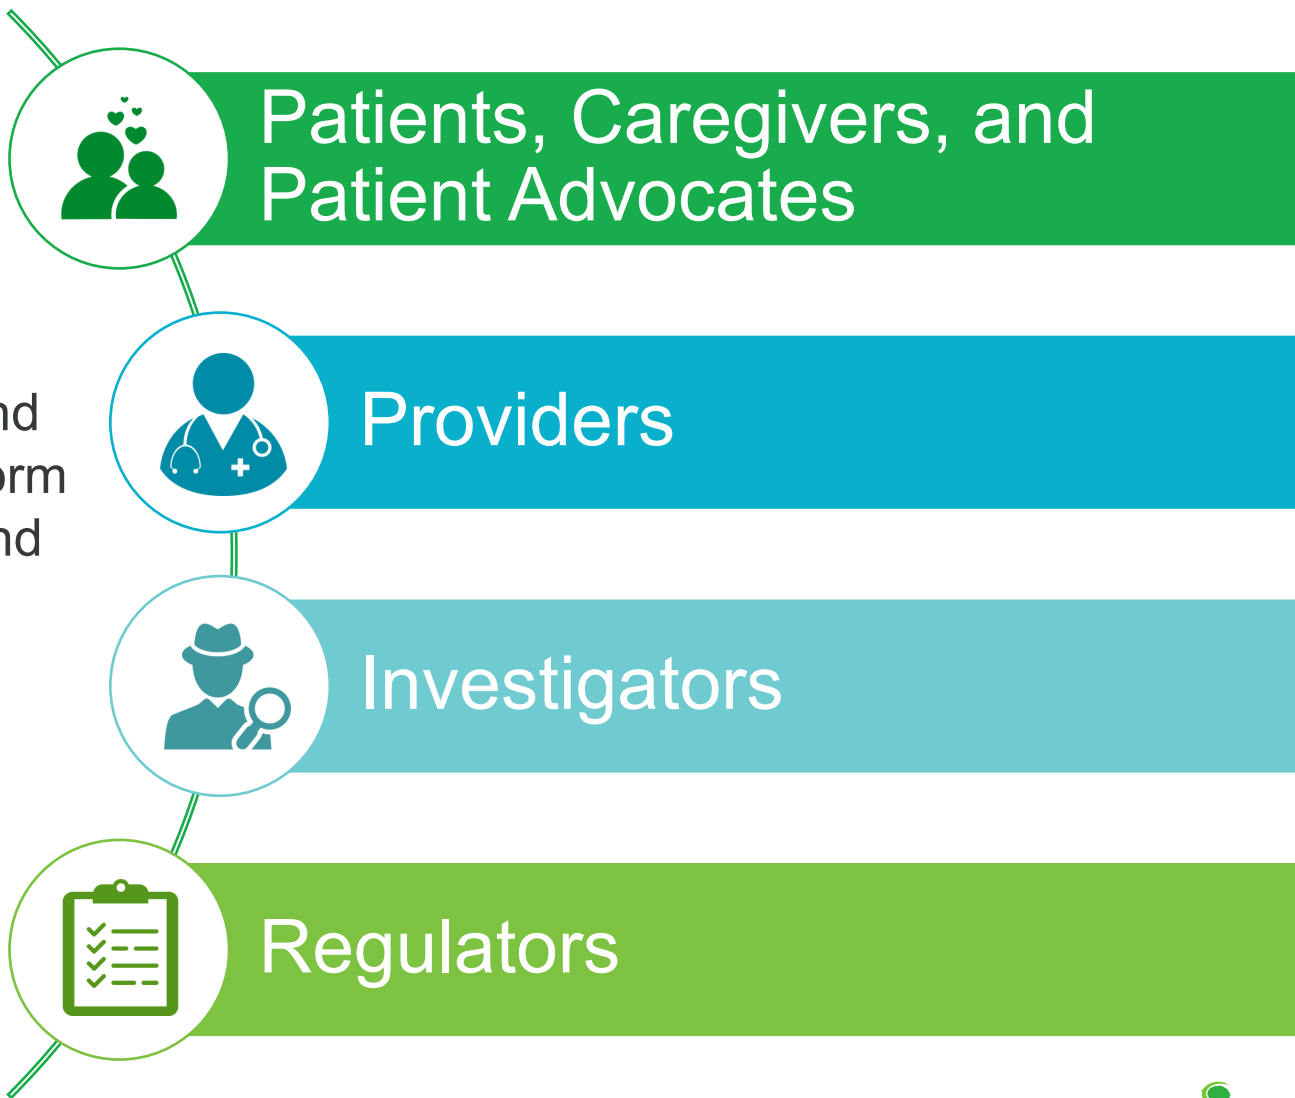 Patients, Caregivers, and
Patient Advocates
Providers
Investigators
Regulators